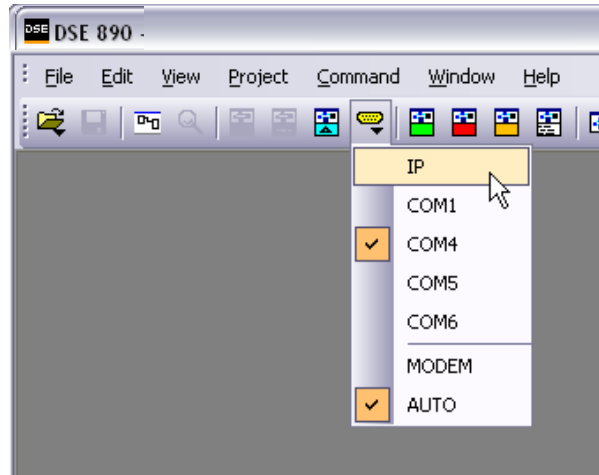 DSE DSE 890 -
File Edit View Project Command Window Help
IP
COM1
COM4
COM5
COM6
MODEM
AUTO